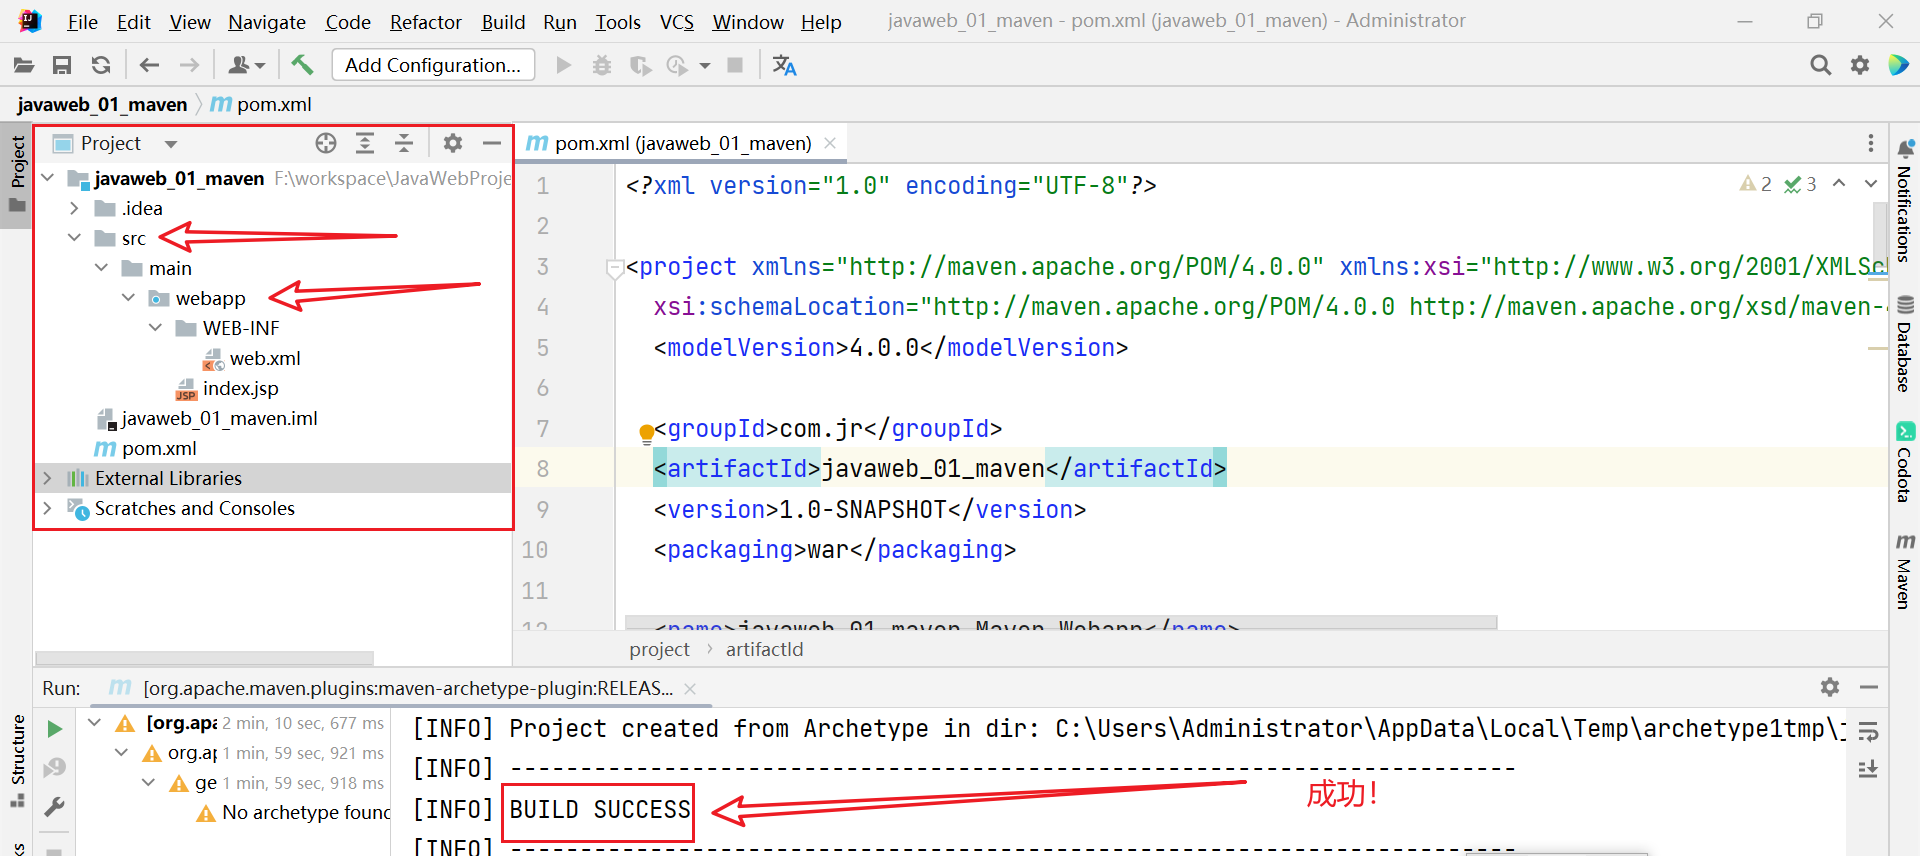 File Edit View Navigate Code Refactor Build Run Tools VCS Window Help javaweb_01_maven - pom.xml (javaweb_01_maven) - Administrator
Add Configuration...
javaweb_01_maven pom.xml
Project
Project
javaweb_01_maven F:\workspace\JavaWebProje
.idea
src
main
webapp
WEB-INF
web.xml
index.jsp
javaweb_01_maven.iml
pom.xml
External Libraries
Scratches and Consoles
pom.xml (javaweb_01_maven)
2 3
1 <?xml version="1.0" encoding="UTF-8"?>
2
3 <project xmlns="http://maven.apache.org/POM/4.0.0" xmlns:xsi="http://www.w3.org/2001/XMLSc
4 xsi:schemaLocation="http://maven.apache.org/POM/4.0.0 http://maven.apache.org/xsd/maven-
5 <modelVersion>4.0.0</modelVersion>
6
7 <groupId>com.jr</groupId>
8 <artifactId>javaweb_01_maven</artifactId>
9 <version>1.0-SNAPSHOT</version>
10 <packaging>war</packaging>
11
12 <name>javaweb_01_maven Maven Webapp</name>
project › artifactId
Notifications
Database
Codota
Maven
Run: [org.apache.maven.plugins:maven-archetype-plugin:RELEAS...
[org.apa 2 min, 10 sec, 677 ms
org.ap 1 min, 59 sec, 921 ms
ge 1 min, 59 sec, 918 ms
No archetype found
Structure
[INFO] Project created from Archetype in dir: C:\Users\Administrator\AppData\Local\Temp\archetype1tmp\j
[INFO] ------------------------------------------------------------------------
[INFO] BUILD SUCCESS
成功!
[INFO] ------------------------------------------------------------------------